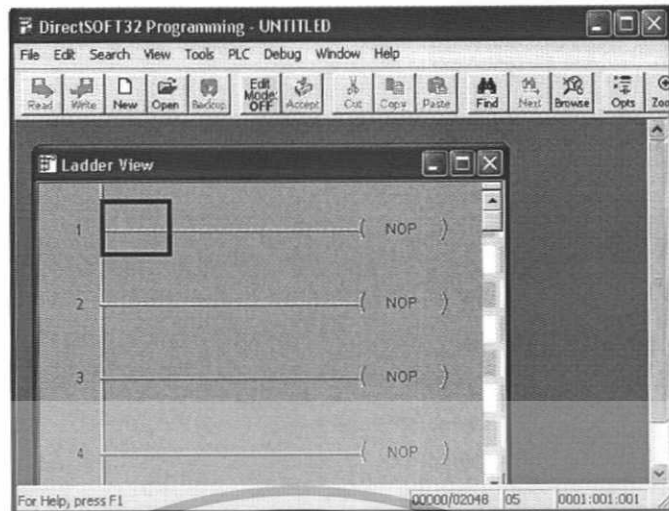 DirectSOFT32 Programming - UNTITLED
File Edit Search View Tools PLC Debug Window Help
Read Write New Open Backup Edit Mode: OFF Accept Cut Copy Paste Find Next Browse Opts Zoo
Ladder View
1 ( NOP )
2 ( NOP )
3 ( NOP )
4 ( NOP )
For Help, press F1 00000/02048 05 0001:001:001